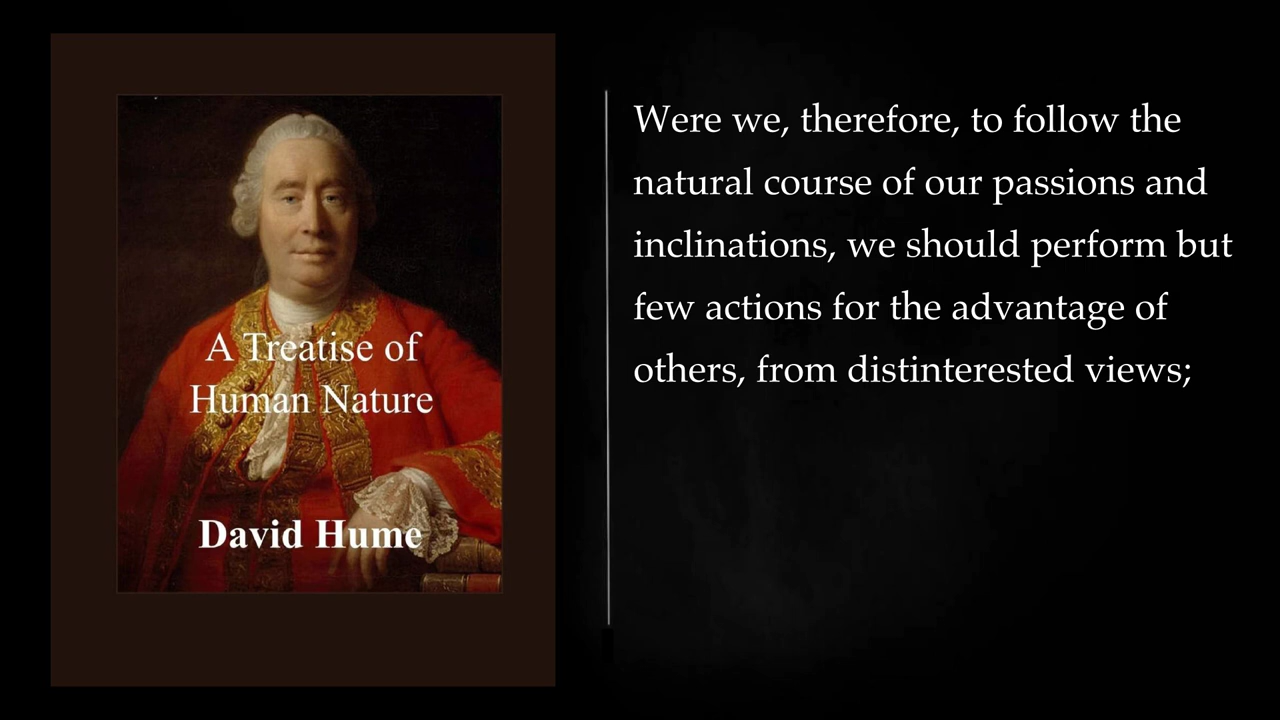 A Treatise of
Human Nature
David Hume
Were we, therefore, to follow the
natural course of our passions and
inclinations, we should perform but
few actions for the advantage of
others, from distinterested views;